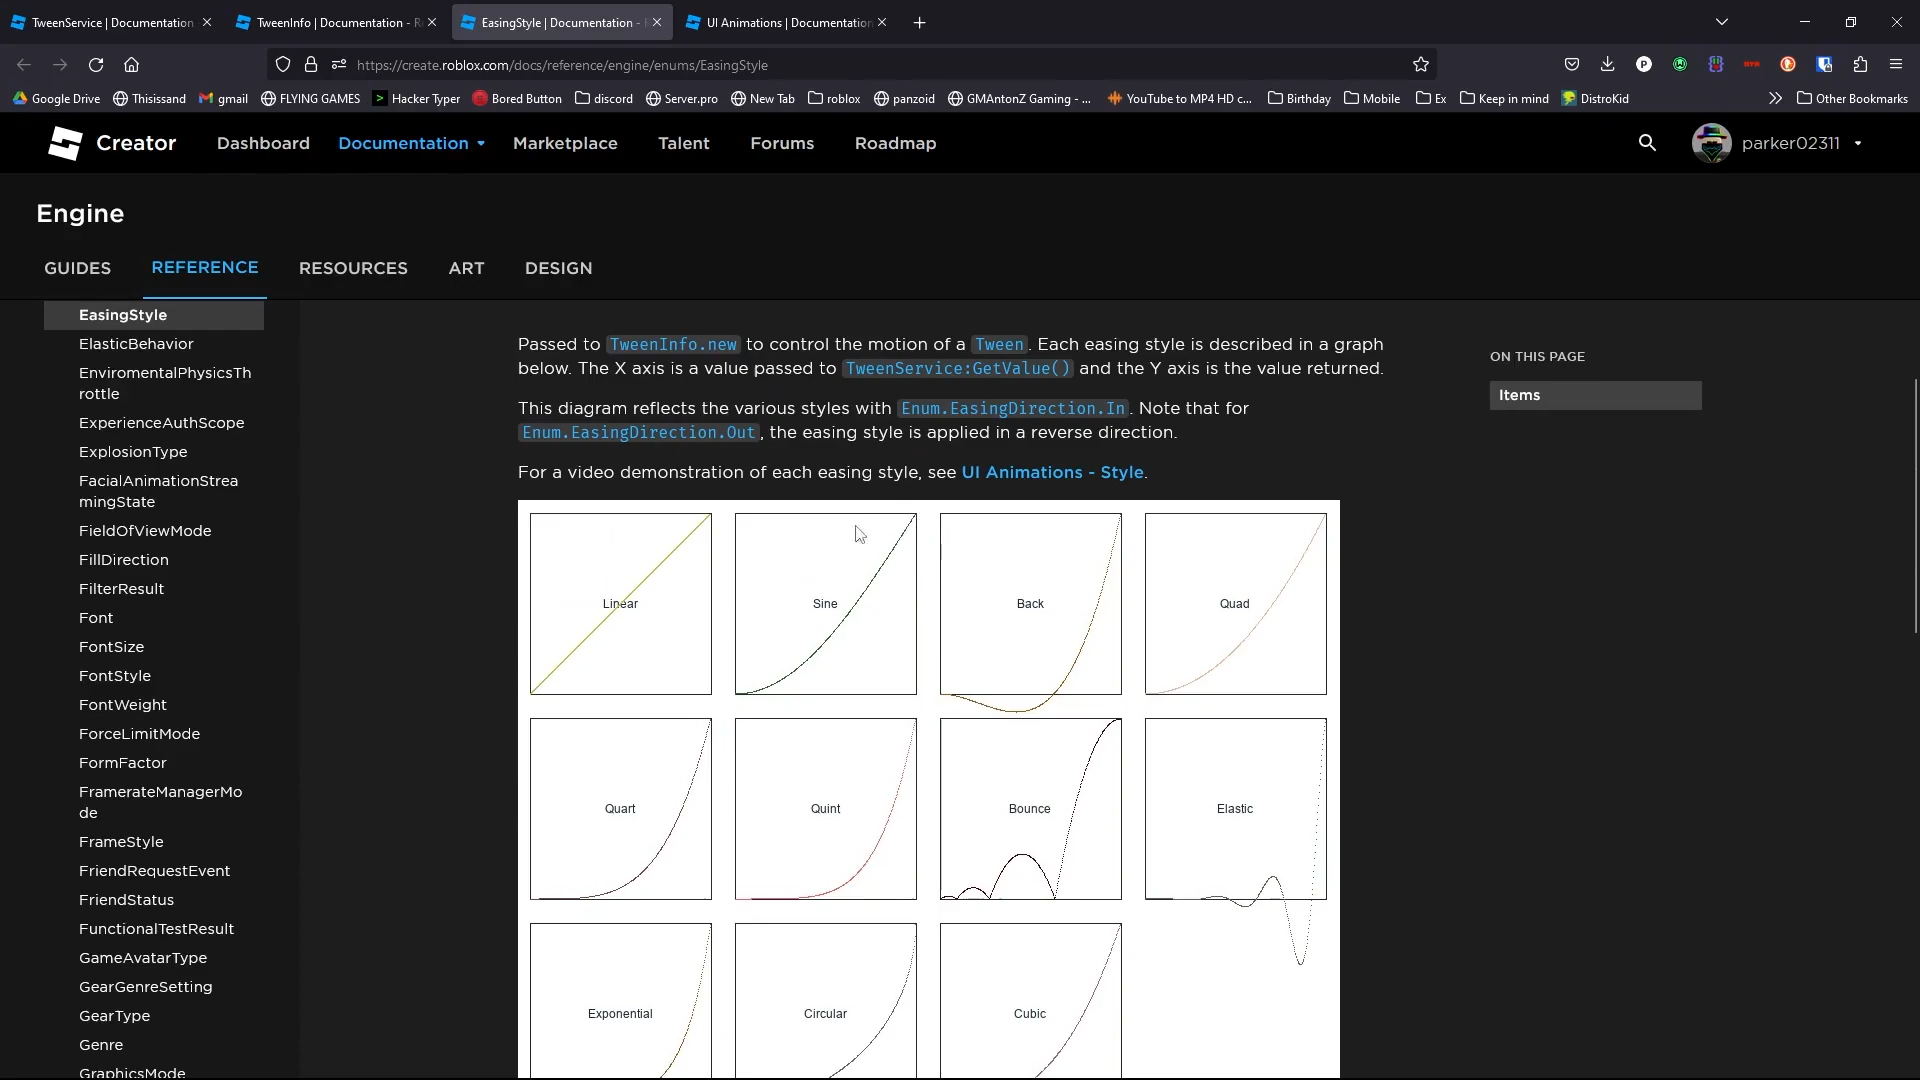 TweenService | Documentation
TweenInfo | Documentation - R
EasingStyle | Documentation -
UI Animations | Documentation
https://create.roblox.com/docs/reference/engine/enums/EasingStyle
Google Drive
Thisissand
gmail
FLYING GAMES
Hacker Typer
Bored Button
discord
Server.pro
New Tab
roblox
panzoid
GMAntonZ Gaming - ...
YouTube to MP4 HD c...
Birthday
Mobile
Ex
Keep in mind
DistroKid
Other Bookmarks
Creator
Dashboard
Documentation
Marketplace
Talent
Forums
Roadmap
parker02311
Engine
GUIDES
REFERENCE
RESOURCES
ART
DESIGN
EasingStyle
ElasticBehavior
EnviromentalPhysicsTh
rottle
ExperienceAuthScope
ExplosionType
FacialAnimationStrea
mingState
FieldOfViewMode
FillDirection
FilterResult
Font
FontSize
FontStyle
FontWeight
ForceLimitMode
FormFactor
FramerateManagerMo
de
FrameStyle
FriendRequestEvent
FriendStatus
FunctionalTestResult
GameAvatarType
GearGenreSetting
GearType
Genre
GraphicsMode
Passed to TweenInfo.new to control the motion of a Tween. Each easing style is described in a graph
below. The X axis is a value passed to TweenService:GetValue() and the Y axis is the value returned.
This diagram reflects the various styles with Enum.EasingDirection.In. Note that for
Enum.EasingDirection.Out, the easing style is applied in a reverse direction.
For a video demonstration of each easing style, see UI Animations - Style.
Linear
Sine
Back
Quad
Quart
Quint
Bounce
Elastic
Exponential
Circular
Cubic
ON THIS PAGE
Items